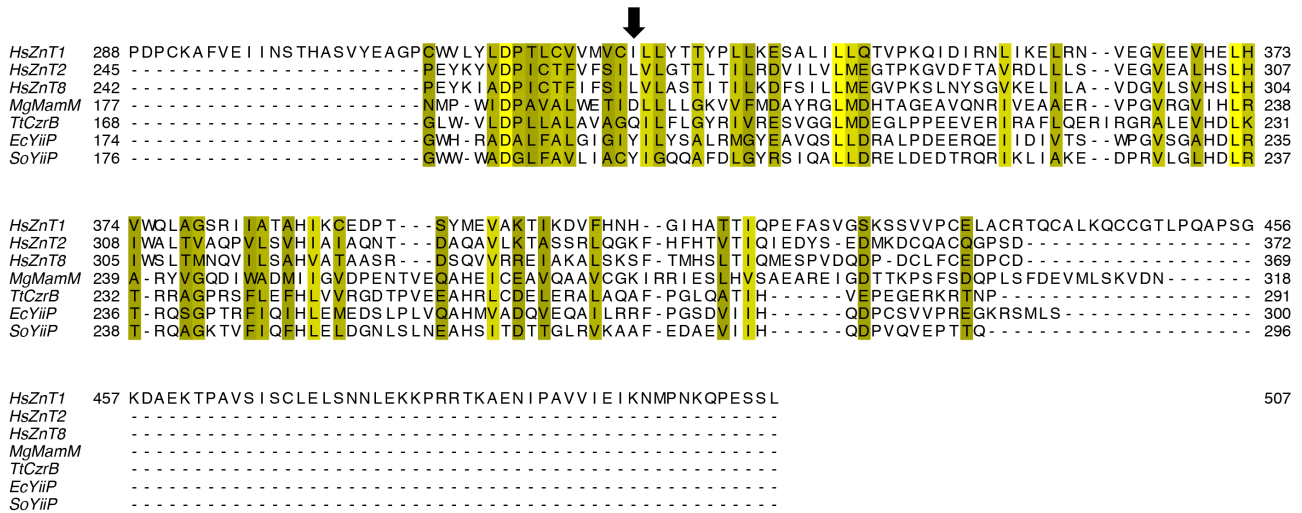 HsZnT1 288 PDPCKAFVEIINSTHASVYEAGPCWVLYLDPTLCVVMVCILLYTTYPLLKESALILLQTVPKQIDIRNLIKELRN--VEGVEEVHELH 373
HsZnT2 245 -----------------------PEYKYVDPICTFVFSILVLGTTLTILRDVILVLMEGTPKGVDFTAVRDLLLS--VEGVEALHSLH 307
HsZnT8 242 -----------------------PEYKIYDPICTFIFSILVLASTITILKDFSILLMEGVPKSLNYSGVKELILA--VDGVLSVHSLH 304
MgMamM 177 -----------------------NMP-WIDPAVALWETIDLLLLGKVVFMDAYRGLMDHTAGEAVQNRIVEAAER--VPGVRGVIHLR 238
TtCzrB 168 -----------------------GLW-VLDPLLALAVAGQILFLGYRIVRESVGGLMDEGLPPEEVERIRAFLQERIRGRALEVHDLK 231
EcYiiP 174 -----------------------GWH-RADALFALGIGIYILYSALRMGYEAVQSLLDRALPDEERQEIIDIVTS--WPGVSGAHDLR 235
SoYiiP 176 -----------------------GWW-WADGLFAVLIACYIGQQAFDLGYRSIQALLDRELDEDTRQRIKLIAKE--DPRVLGLHDLR 237
HsZnT1 374 VWQLAGSRIIATAHIKCEDPT---SYMEVAKTIKDVFHNH-GIHATTIQPEFASVGSKSSVVPCELACRTQCALKQCCGTLPQAPSG 456
HsZnT2 308 IWALTVAQPVLSVHIAIAQNT---DAQAVLKTASSRLQGKF-HFHTVTIQIEDYS-EDMKDCQACQGPSD------------------ 372
HsZnT8 305 IWSLTMNQVILSAHVATAASR---DSQVVRREIAKALSKSF-TMHSLTIQMESPVDQPD-DCLFCEDPCD------------------ 369
MgMamM 239 A-RYVGQDIWADMIIGVDPENTVEQAHEICEAVQAAVCGKIRRIESLHVSAEAREIGDTTKPSFSDQPLSFDEVMLSKVDN------- 318
TtCzrB 232 T-RRAGPRSFLEFHLVVRGDTPVEEAHRLCDELERALAQAF-PGLQATIH------VEPEGERKRTNP-------------------- 291
EcYiiP 236 T-RQSGPTRFIQIHLEMEDSLPLVQAHMVADQVEQAILRRF-PGSDVIIH------QDPCSVVPREGKRSMLS--------------- 300
SoYiiP 238 T-RQAGKTVFIQFHLELDGNLSLNEAHSITDTTGLRVKAAF-EDAEVIIH------QDPVQVEPTTQ--------------------- 296
HsZnT1 457 KDAEKTPAVSISCLELSNNLEKKPRRTKAENIPAVVIEIKNMPNKQPESSL 507
HsZnT2 ---------------------------------------------------
HsZnT8 ---------------------------------------------------
MgMamM ---------------------------------------------------
TtCzrB ---------------------------------------------------
EcYiiP ---------------------------------------------------
SoYiiP ---------------------------------------------------